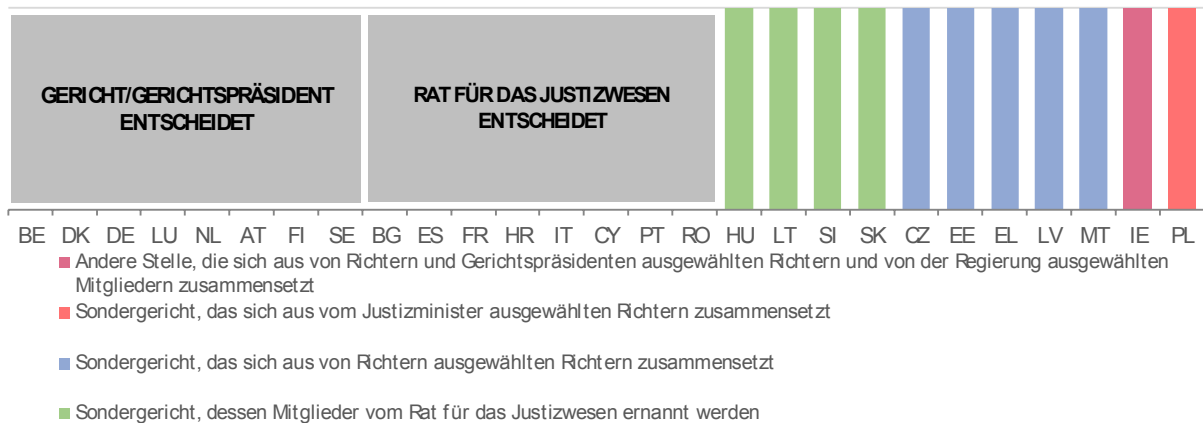 GERICHT/GERICHTSPRÄSIDENT
ENTSCHEIDET
RAT FÜR DAS JUSTIZWESEN
ENTSCHEIDET
BE DK DE LU NL AT FI SE BG ES FR HR IT CY PT RO HU LT SI SK CZ EE EL LV MT IE PL
Andere Stelle, die sich aus von Richtern und Gerichtspräsidenten ausgewählten Richtern und von der Regierung ausgewählten
Mitgliedern zusammensetzt
Sondergericht, das sich aus vom Justizminister ausgewählten Richtern zusammensetzt
Sondergericht, das sich aus von Richtern ausgewählten Richtern zusammensetzt
Sondergericht, dessen Mitglieder vom Rat für das Justizwesen ernannt werden